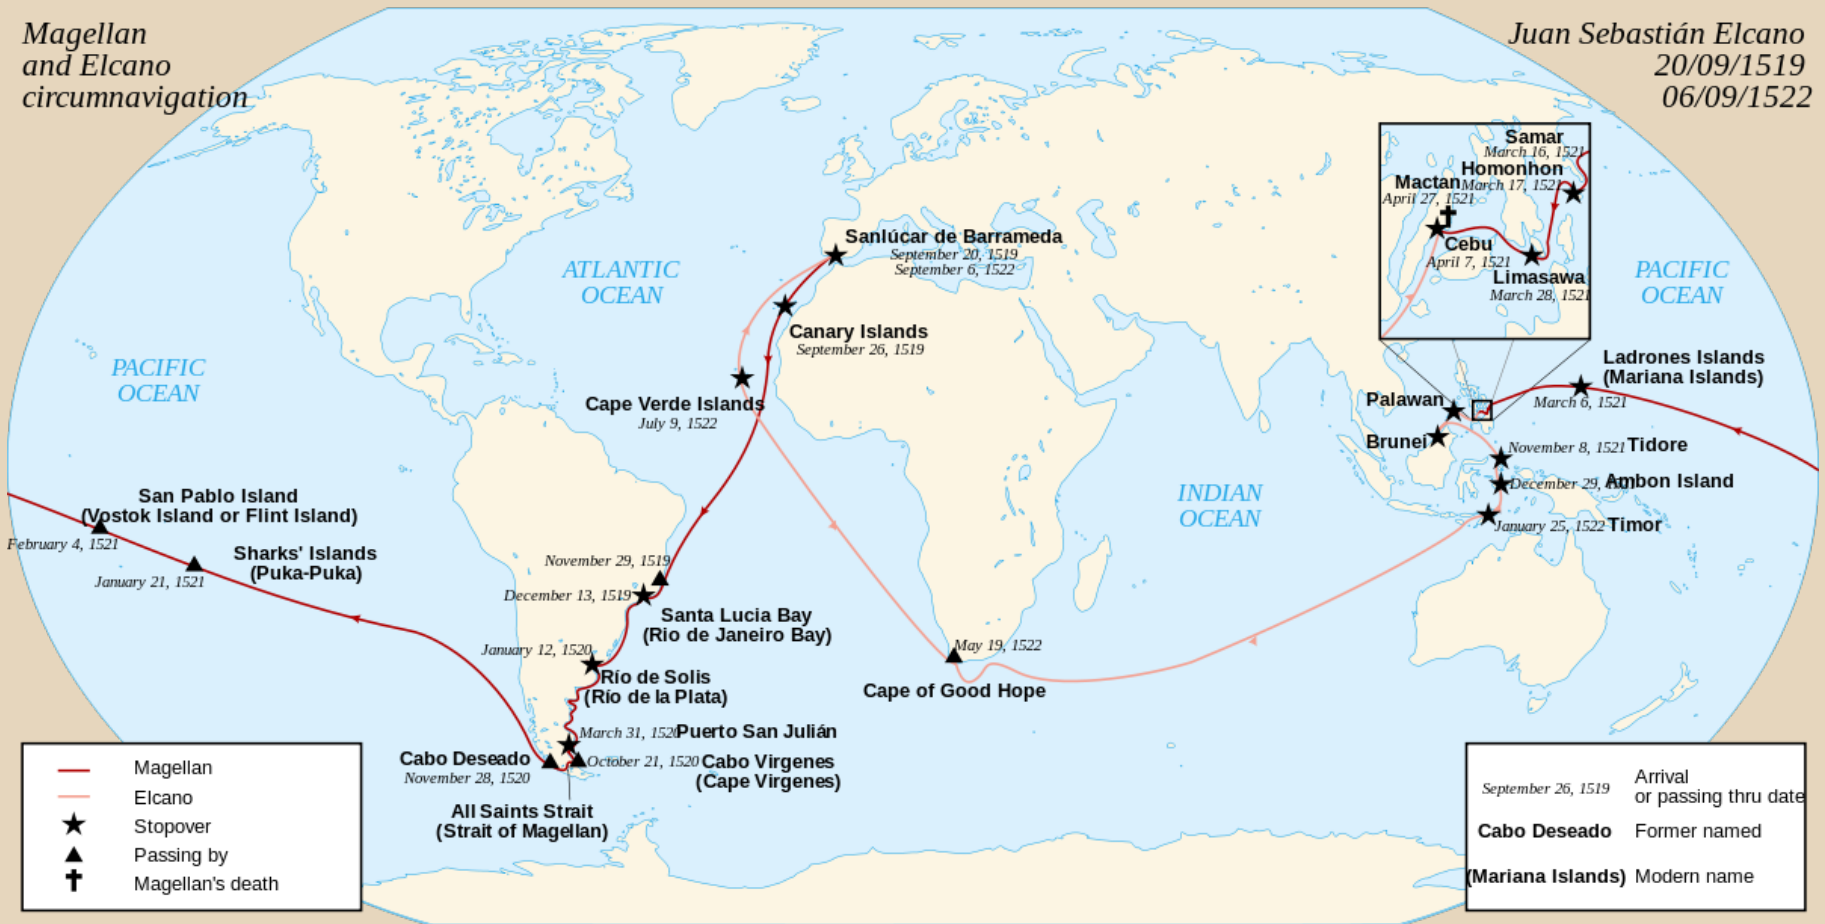 Magellan
and Elcano
circumnavigation
Juan Sebastián Elcano
20/09/1519
06/09/1522
Samar
March 16, 1521
Homonhon
March 17, 1521
Mactan
April 27, 1521
Cebu
April 7, 1521
Limasawa
March 28, 1521
Sanlúcar de Barrameda
September 20, 1519
September 6, 1522
ATLANTIC
OCEAN
PACIFIC
OCEAN
Canary Islands
September 26, 1519
PACIFIC
OCEAN
Ladrones Islands
(Mariana Islands)
March 6, 1521
Cape Verde Islands
July 9, 1522
Palawan
Brunei
November 8, 1521 Tidore
December 29, 1521 Ambon Island
January 25, 1522 Timor
INDIAN
OCEAN
San Pablo Island
(Vostok Island or Flint Island)
February 4, 1521
Sharks' Islands
(Puka-Puka)
January 21, 1521
November 29, 1519
December 13, 1519
Santa Lucia Bay
(Rio de Janeiro Bay)
January 12, 1520
Río de Solis
(Río de la Plata)
May 19, 1522
Cape of Good Hope
March 31, 1520 Puerto San Julián
Cabo Deseado
November 28, 1520
October 21, 1520 Cabo Virgenes
(Cape Virgenes)
All Saints Strait
(Strait of Magellan)
Magellan
Elcano
Stopover
Passing by
Magellan's death
September 26, 1519 Arrival
or passing thru date
Cabo Deseado Former named
(Mariana Islands) Modern name